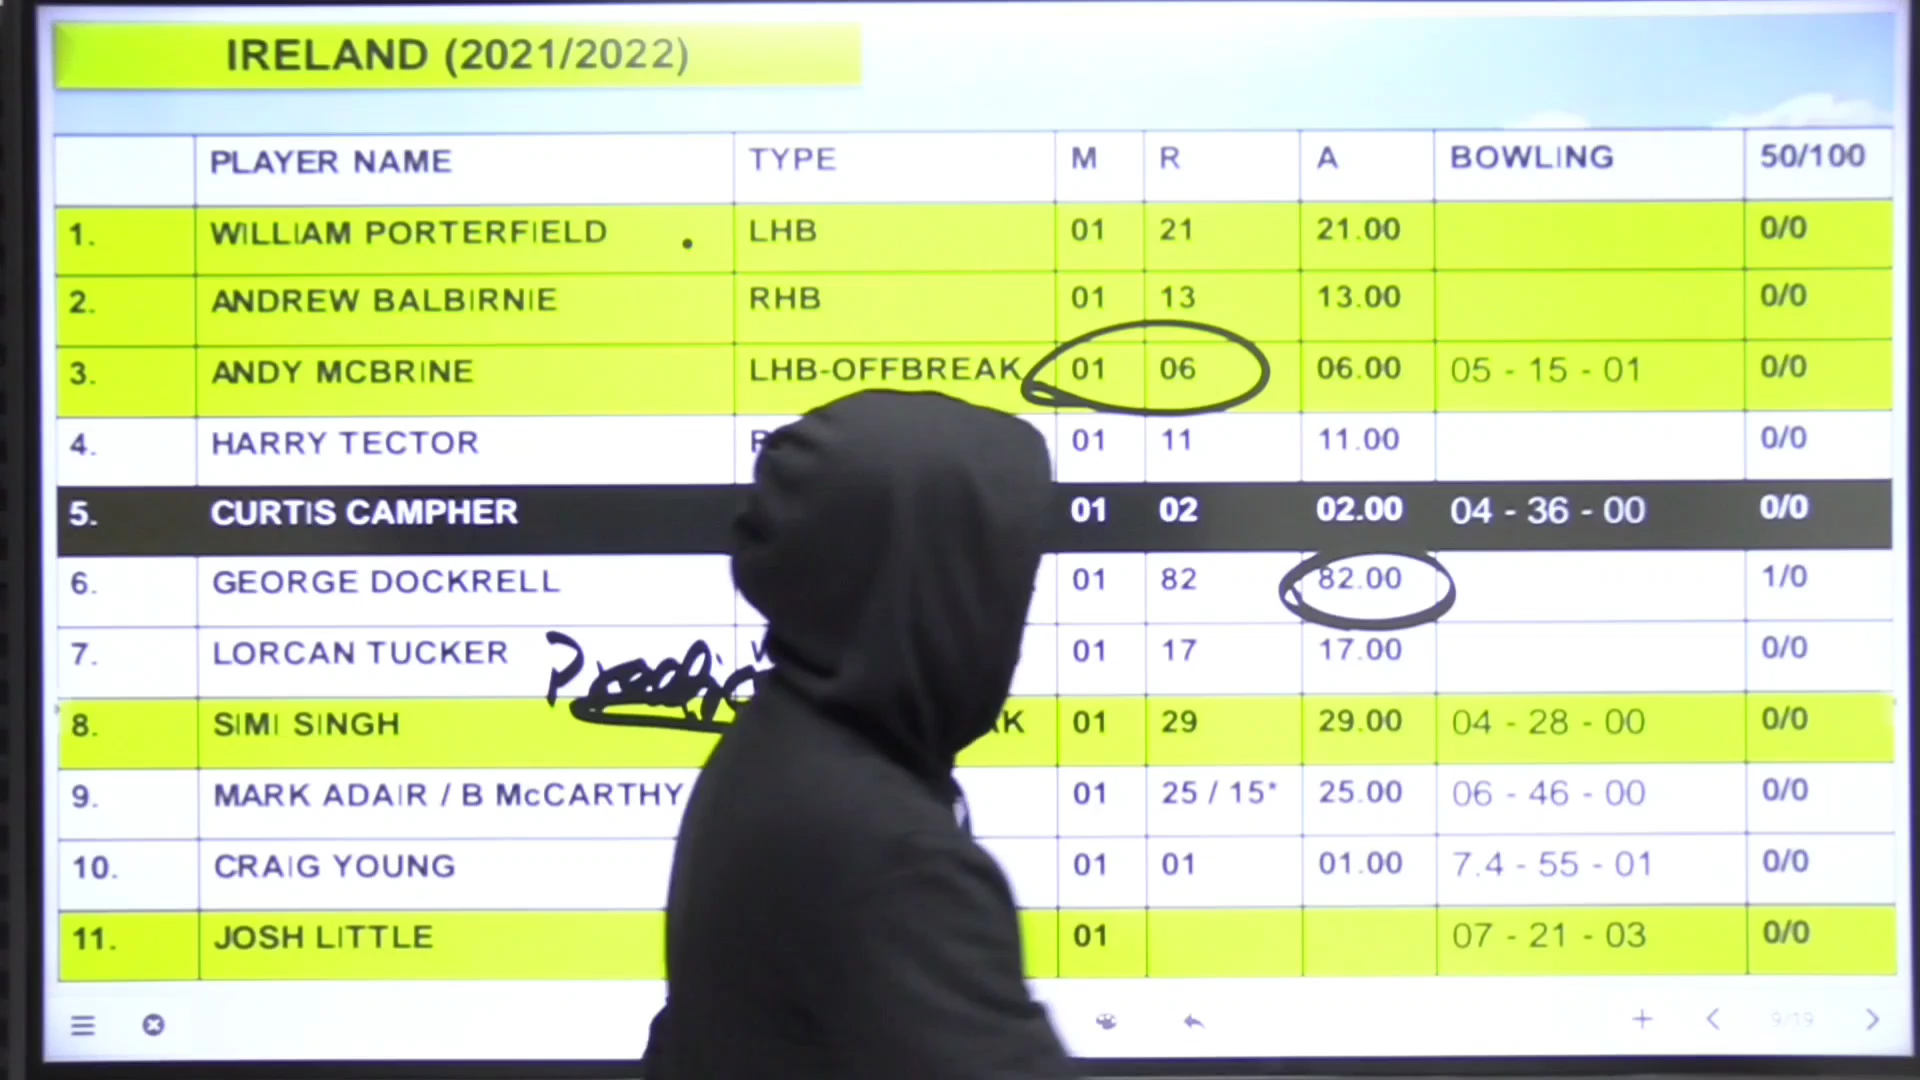 IRELAND (2021/2022)
PLAYER NAME TYPE M R A BOWLING 50/100
1. WILLIAM PORTERFIELD LHB 01 21 21.00 0/0
2. ANDREW BALBIRNIE RHB 01 13 13.00 0/0
3. ANDY MCBRINE LHB-OFFBREAK 01 06 06.00 05 - 15 - 01 0/0
4. HARRY TECTOR 01 11 11.00 0/0
5. CURTIS CAMPHER 01 02 02.00 04 - 36 - 00 0/0
6. GEORGE DOCKRELL 01 82 82.00 1/0
7. LORCAN TUCKER 01 17 17.00 0/0
8. SIMI SINGH 01 29 29.00 04 - 28 - 00 0/0
9. MARK ADAIR / B McCARTHY 01 25 / 15* 25.00 06 - 46 - 00 0/0
10. CRAIG YOUNG 01 01 01.00 7.4 - 55 - 01 0/0
11. JOSH LITTLE 01 07 - 21 - 03 0/0
9/19